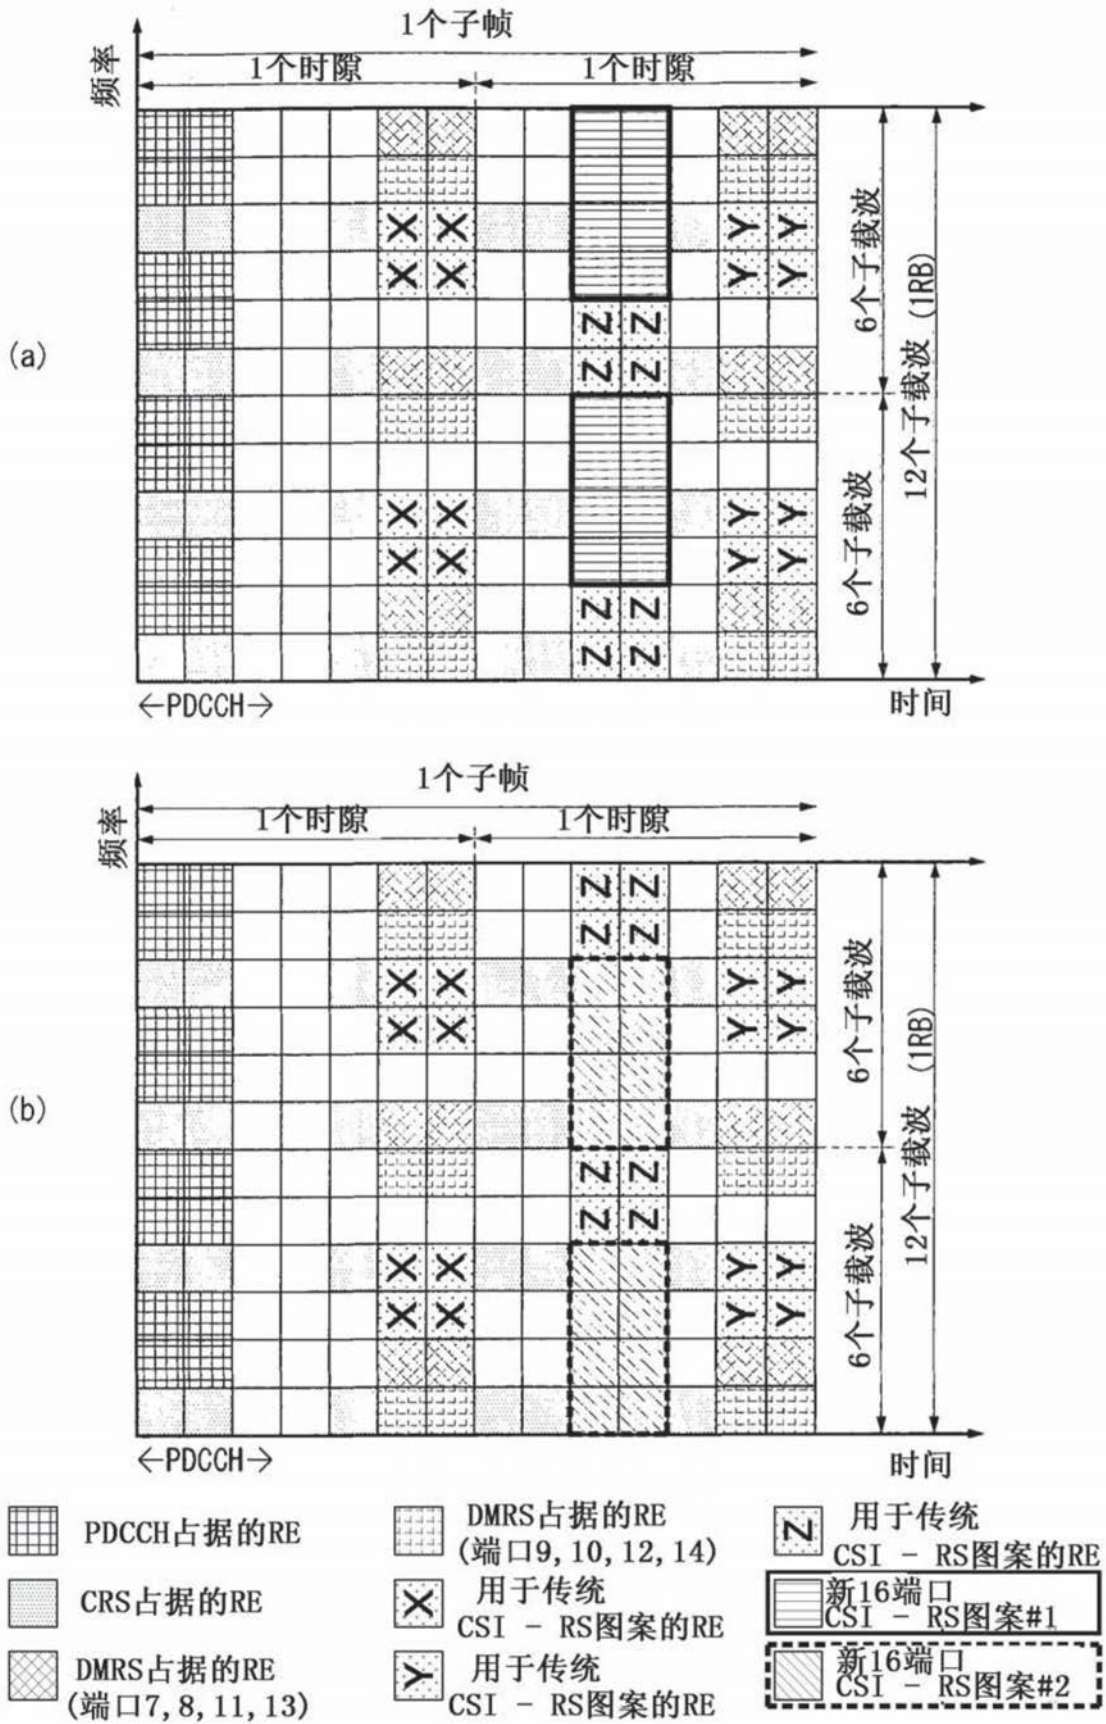 1个子帧
1个时隙 1个时隙
频率
X X Y Y
X X Y Y
Z Z
Z Z
X X Y Y
X X Y Y
Z Z
Z Z
6个子载波
6个子载波
12个子载波 (1RB)
(a)
←PDCCH→ 时间
1个子帧
1个时隙 1个时隙
频率
Z Z
Z Z
X X Y Y
X X Y Y
Z Z
Z Z
X X Y Y
X X Y Y
6个子载波
6个子载波
12个子载波 (1RB)
(b)
←PDCCH→ 时间
PDCCH占据的RE
CRS占据的RE
DMRS占据的RE
(端口7,8,11,13)
DMRS占据的RE
(端口9,10,12,14)
X 用于传统
CSI - RS图案的RE
Y 用于传统
CSI - RS图案的RE
Z 用于传统
CSI - RS图案的RE
新16端口
CSI - RS图案#1
新16端口
CSI - RS图案#2